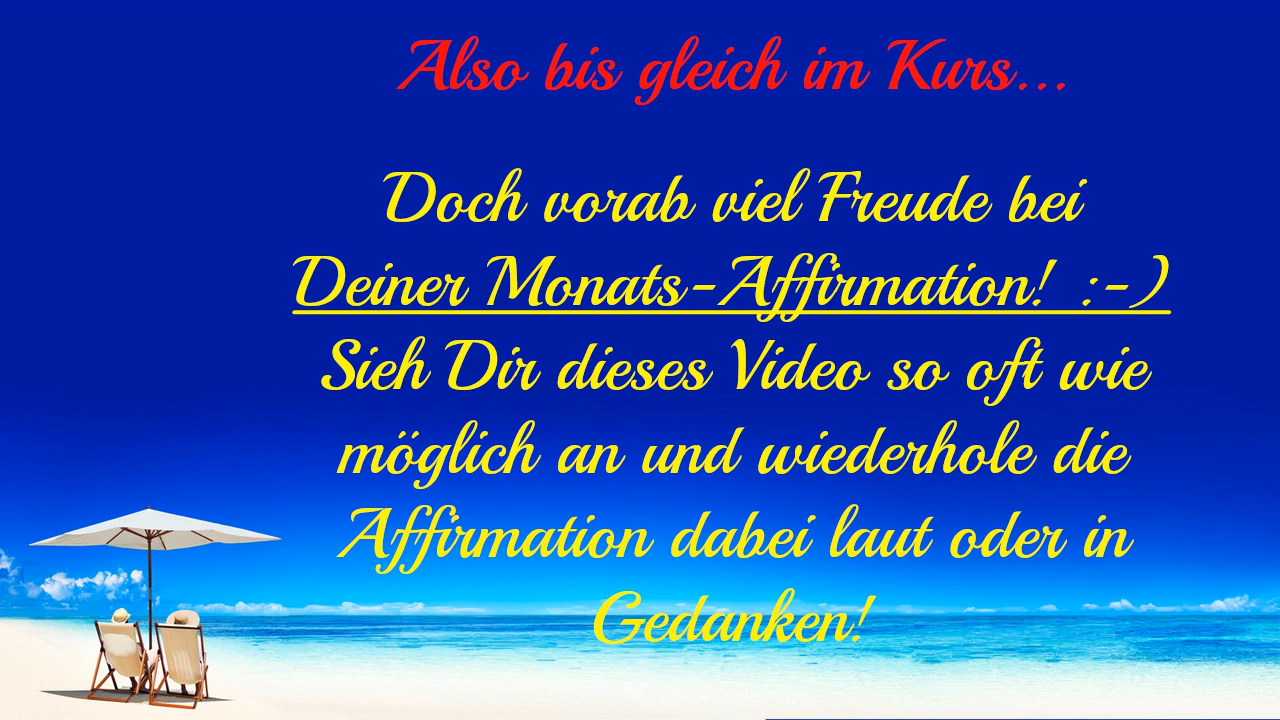 Also bis gleich im Kurs...
Doch vorab viel Freude bei
Deiner Monats-Affirmation! :-)
Sieh Dir dieses Video so oft wie
möglich an und wiederhole die
Affirmation dabei laut oder in
Gedanken!